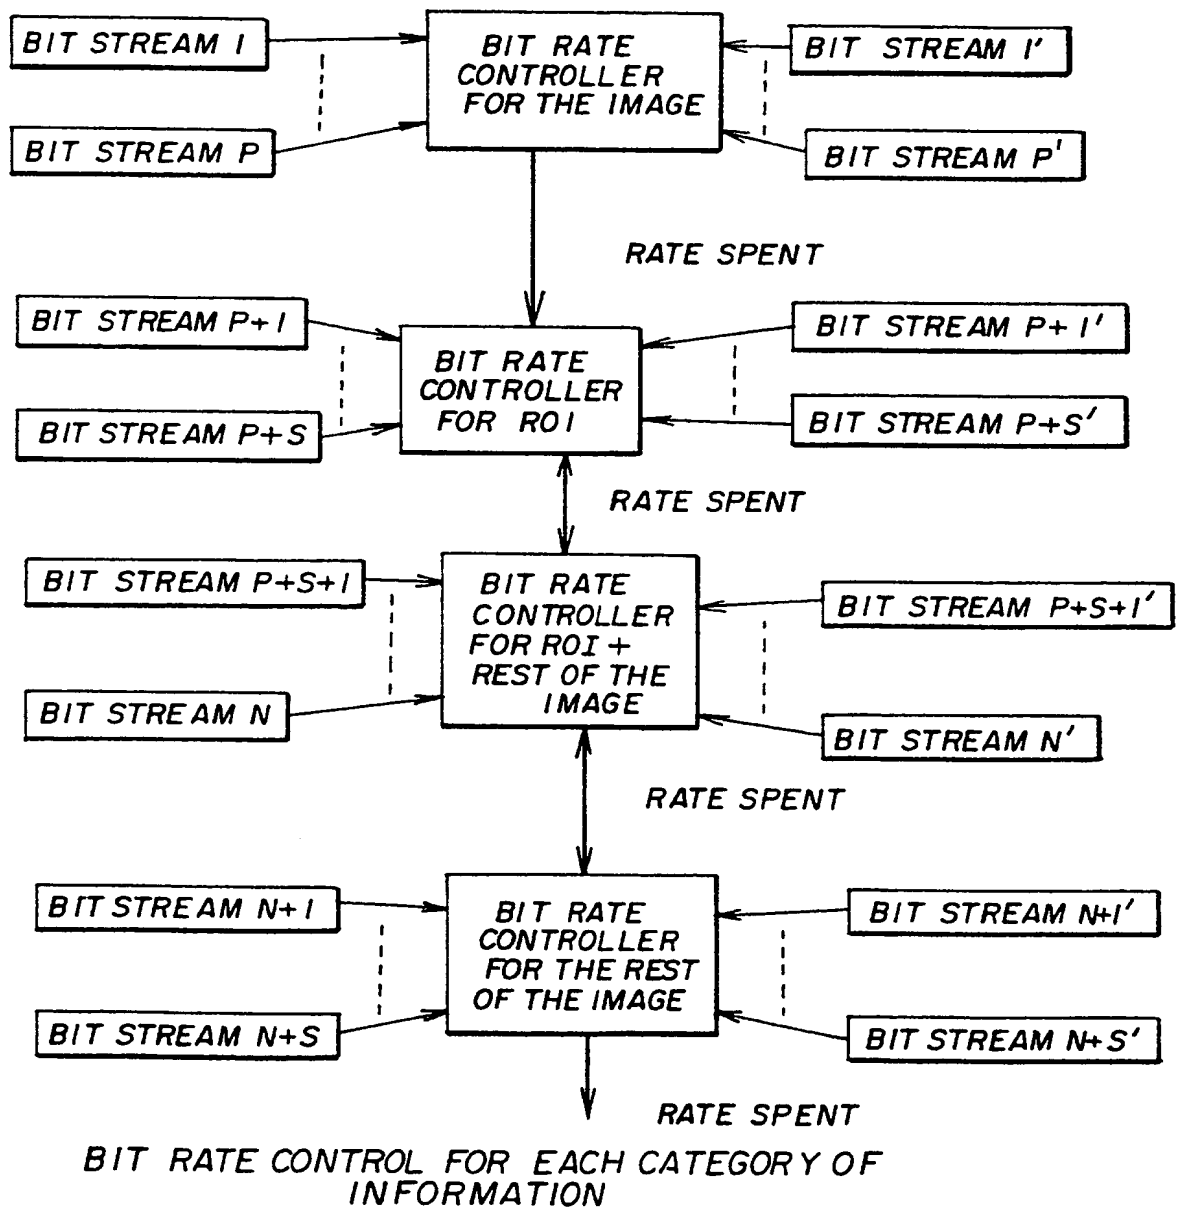 BIT STREAM 1
BIT RATE
CONTROLLER
FOR THE IMAGE
BIT STREAM 1'
BIT STREAM P
BIT STREAM P'
RATE SPENT
BIT STREAM P+1
BIT RATE
CONTROLLER
FOR ROI
BIT STREAM P+1'
BIT STREAM P+S
BIT STREAM P+S'
RATE SPENT
BIT STREAM P+S+1
BIT RATE
CONTROLLER
FOR ROI +
REST OF THE
IMAGE
BIT STREAM P+S+1'
BIT STREAM N
BIT STREAM N'
RATE SPENT
BIT STREAM N+1
BIT RATE
CONTROLLER
FOR THE REST
OF THE IMAGE
BIT STREAM N+1'
BIT STREAM N+S
BIT STREAM N+S'
RATE SPENT
BIT RATE CONTROL FOR EACH CATEGORY OF
INFORMATION